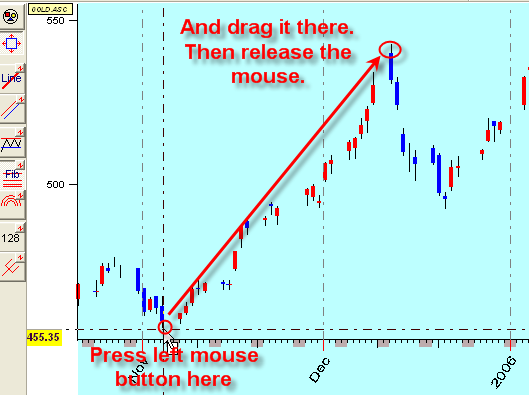 GOLD.ASC
550
And drag it there.
Then release the
mouse.
Line
500
Fib
128
455.35
Press left mouse
button here
Nov
Dec
2006